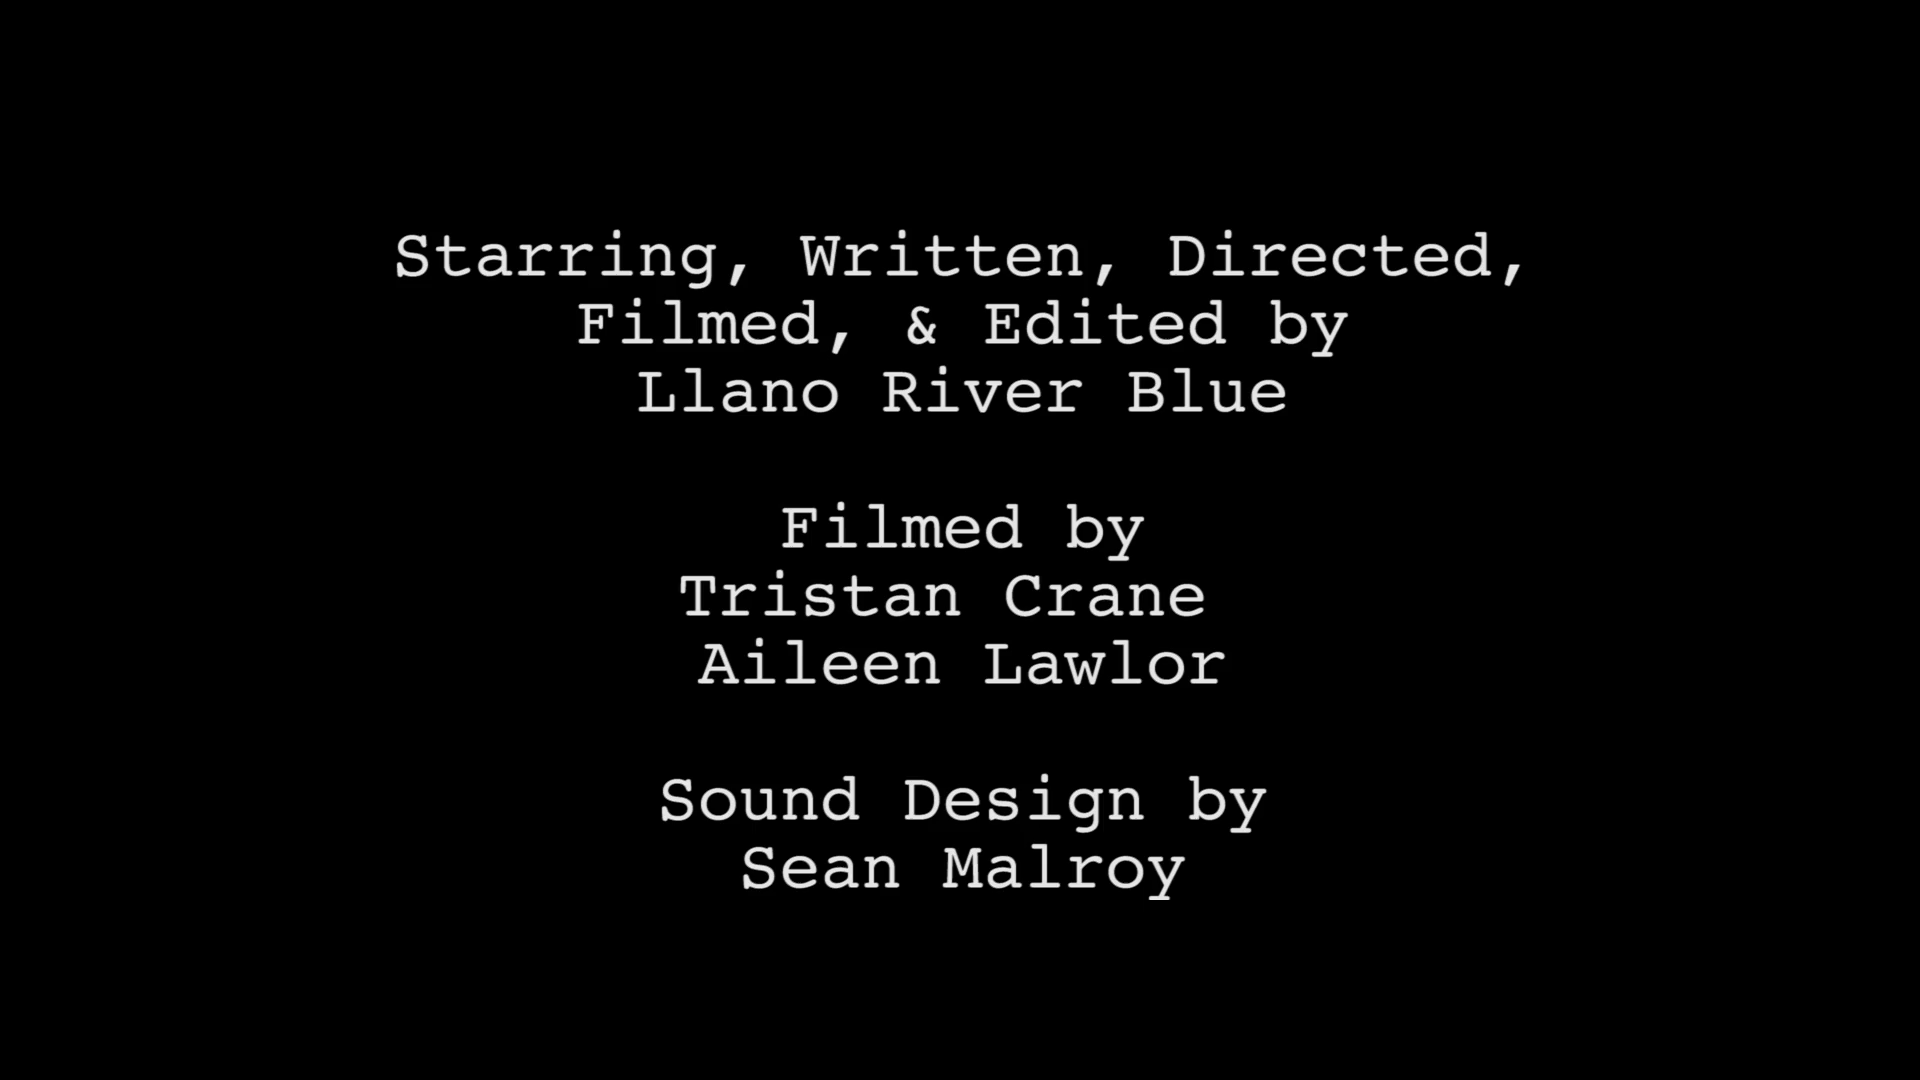 Starring, Written, Directed,
Filmed, & Edited by
Llano River Blue
Filmed by
Tristan Crane
Aileen Lawlor
Sound Design by
Sean Malroy